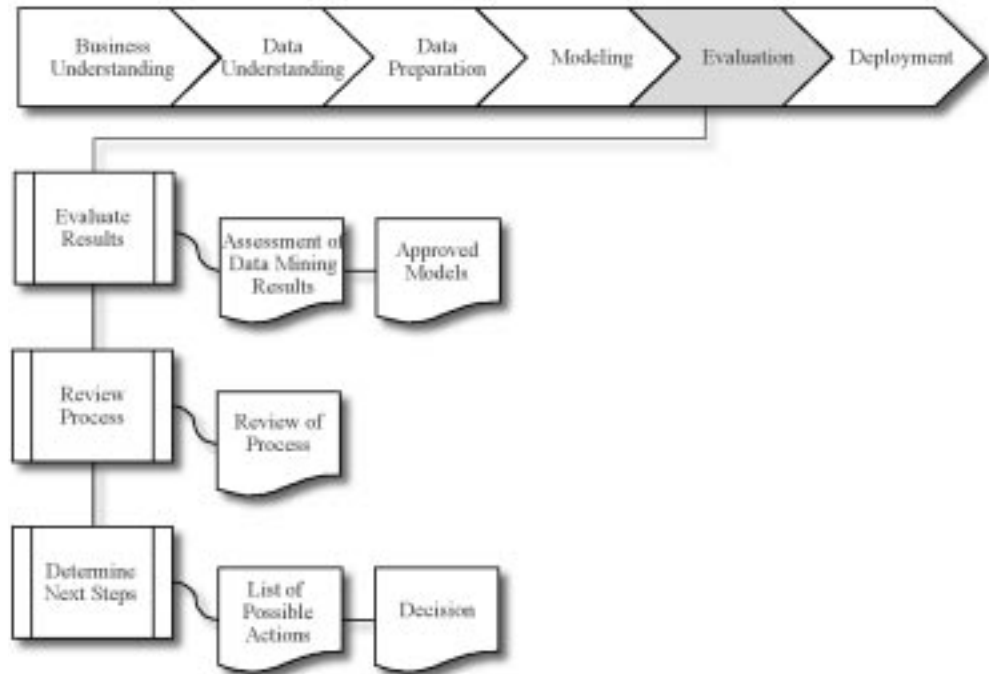 Business
Understanding
Data
Understanding
Data
Preparation
Modeling
Evaluation
Deployment
Evaluate
Results
Assessment of
Data Mining
Results
Approved
Models
Review
Process
Review of
Process
Determine
Next Steps
List of
Possible
Actions
Decision